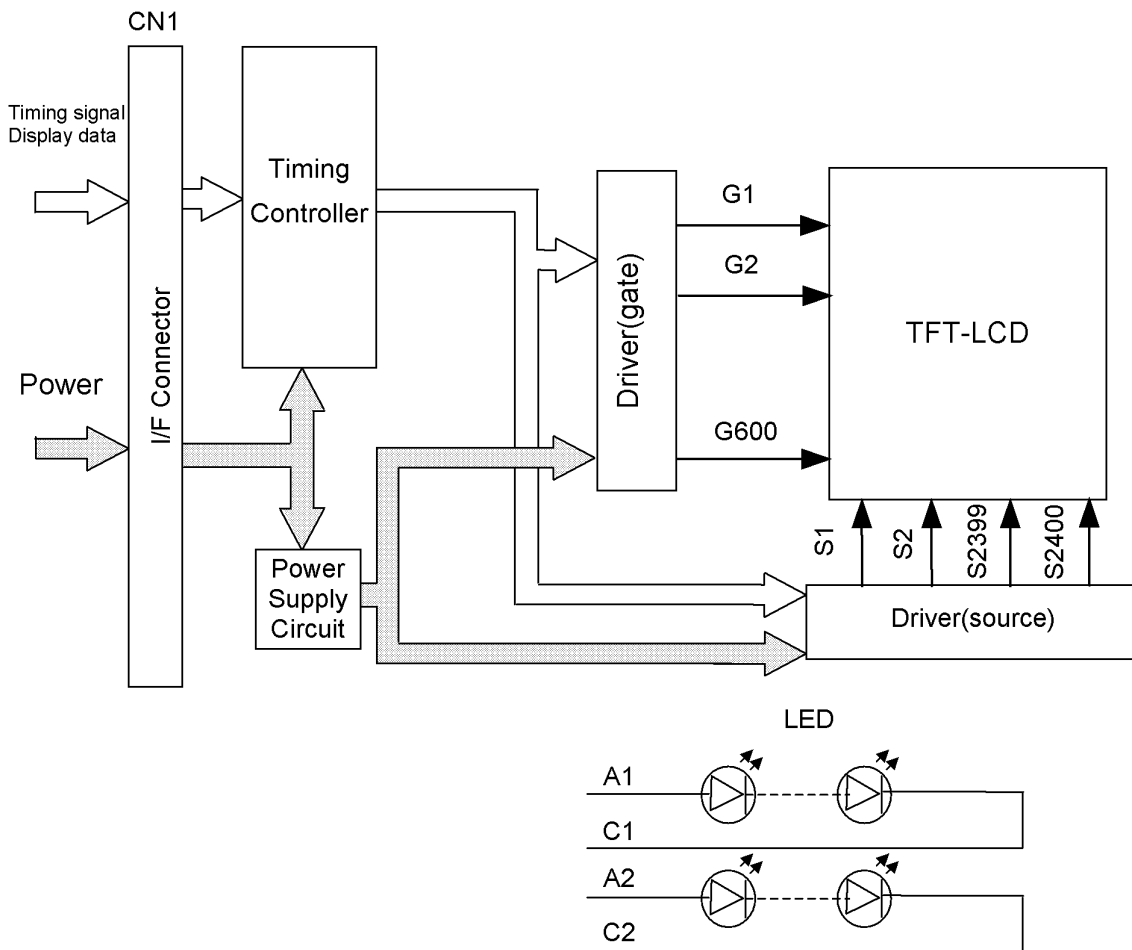 CN1
Timing signal
Display data
Power
I/F Connector
Timing
Controller
Power
Supply
Circuit
Driver(gate)
G1
G2
G600
TFT-LCD
S1
S2
S2399
S2400
Driver(source)
LED
A1
C1
A2
C2